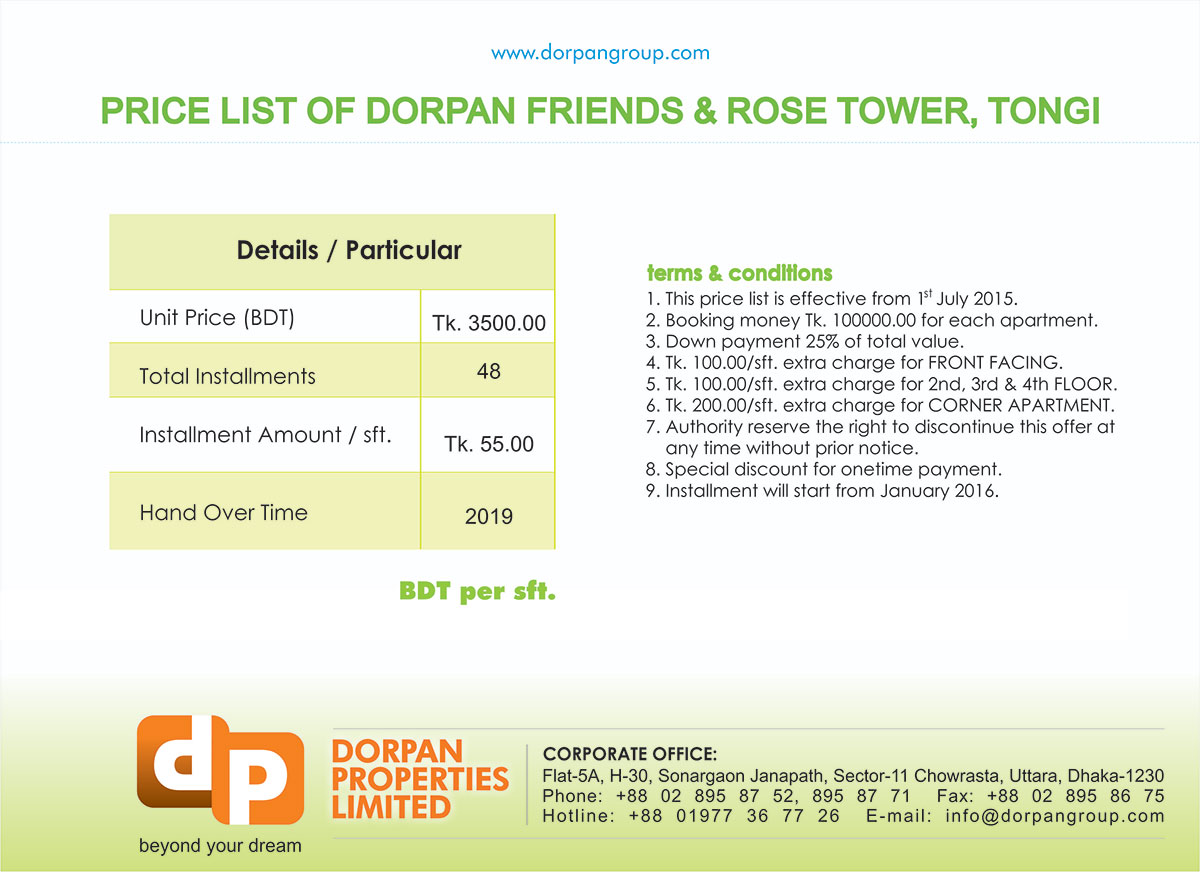 www.dorpangroup.com
PRICE LIST OF DORPAN FRIENDS & ROSE TOWER, TONGI
Details / Particular
Unit Price (BDT) Tk. 3500.00
Total Installments 48
Installment Amount / sft. Tk. 55.00
Hand Over Time 2019
BDT per sft.
terms & conditions
1. This price list is effective from 1st July 2015.
2. Booking money Tk. 100000.00 for each apartment.
3. Down payment 25% of total value.
4. Tk. 100.00/sft. extra charge for FRONT FACING.
5. Tk. 100.00/sft. extra charge for 2nd, 3rd & 4th FLOOR.
6. Tk. 200.00/sft. extra charge for CORNER APARTMENT.
7. Authority reserve the right to discontinue this offer at
any time without prior notice.
8. Special discount for onetime payment.
9. Installment will start from January 2016.
dp
beyond your dream
DORPAN
PROPERTIES
LIMITED
CORPORATE OFFICE:
Flat-5A, H-30, Sonargaon Janapath, Sector-11 Chowrasta, Uttara, Dhaka-1230
Phone: +88 02 895 87 52, 895 87 71 Fax: +88 02 895 86 75
Hotline: +88 01977 36 77 26 E-mail: info@dorpangroup.com